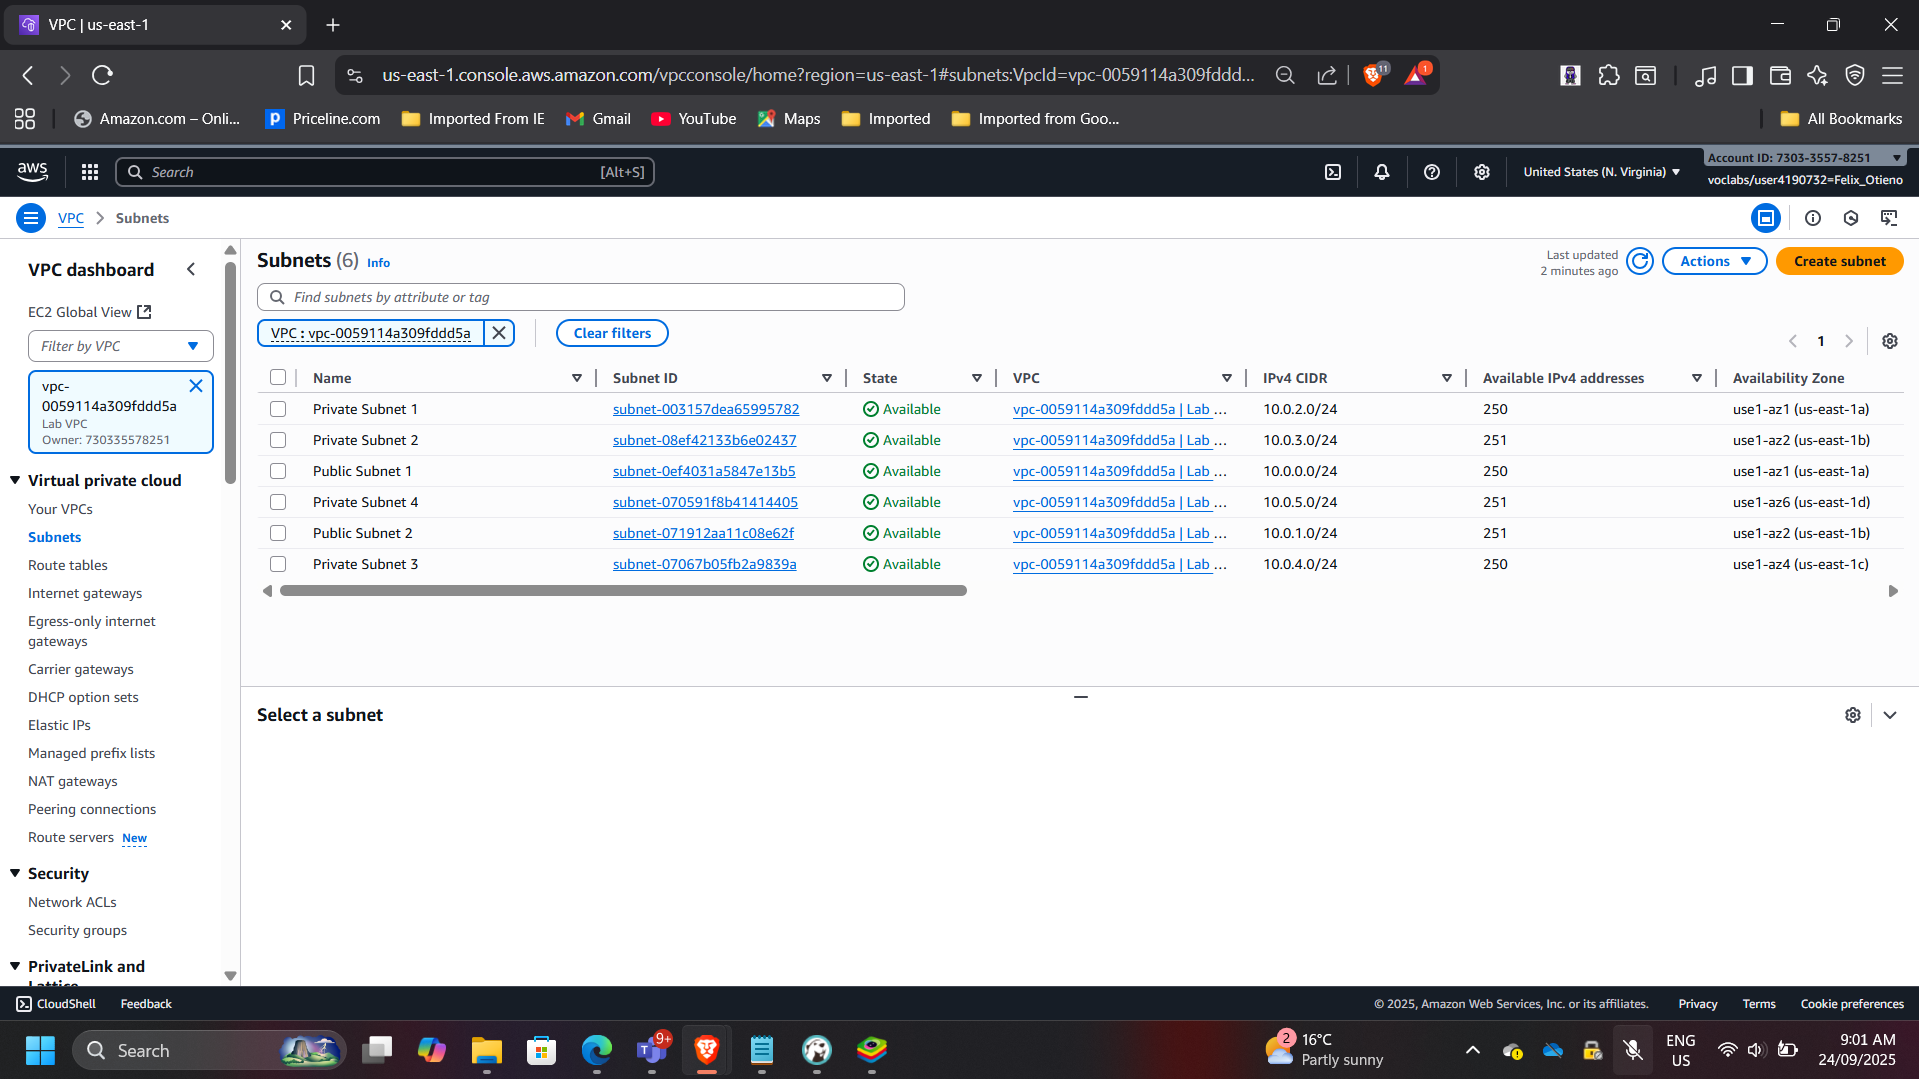 VPC | us-east-1
us-east-1.console.aws.amazon.com/vpcconsole/home?region=us-east-1#subnets:VpcId=vpc-0059114a309fddd...
11
1
Amazon.com – Onli...
Priceline.com
Imported From IE
Gmail
YouTube
Maps
Imported
Imported from Goo...
All Bookmarks
aws
Search
[Alt+S]
United States (N. Virginia)
Account ID: 7303-3557-8251
voclabs/user4190732=Felix_Otieno
VPC
Subnets
VPC dashboard
EC2 Global View
Filter by VPC
vpc-
0059114a309fddd5a
Lab VPC
Owner: 730335578251
Virtual private cloud
Your VPCs
Subnets
Route tables
Internet gateways
Egress-only internet
gateways
Carrier gateways
DHCP option sets
Elastic IPs
Managed prefix lists
NAT gateways
Peering connections
Route servers New
Security
Network ACLs
Security groups
PrivateLink and
Lattice
Subnets (6) Info
Last updated
2 minutes ago
Actions
Create subnet
Find subnets by attribute or tag
VPC : vpc-0059114a309fddd5a
Clear filters
1
Name Subnet ID State VPC IPv4 CIDR Available IPv4 addresses Availability Zone
Private Subnet 1 subnet-003157dea65995782 Available vpc-0059114a309fddd5a | Lab ... 10.0.2.0/24 250 use1-az1 (us-east-1a)
Private Subnet 2 subnet-08ef42133b6e02437 Available vpc-0059114a309fddd5a | Lab ... 10.0.3.0/24 251 use1-az2 (us-east-1b)
Public Subnet 1 subnet-0ef4031a5847e13b5 Available vpc-0059114a309fddd5a | Lab ... 10.0.0.0/24 250 use1-az1 (us-east-1a)
Private Subnet 4 subnet-070591f8b41414405 Available vpc-0059114a309fddd5a | Lab ... 10.0.5.0/24 251 use1-az6 (us-east-1d)
Public Subnet 2 subnet-071912aa11c08e62f Available vpc-0059114a309fddd5a | Lab ... 10.0.1.0/24 251 use1-az2 (us-east-1b)
Private Subnet 3 subnet-07067b05fb2a9839a Available vpc-0059114a309fddd5a | Lab ... 10.0.4.0/24 250 use1-az4 (us-east-1c)
Select a subnet
CloudShell
Feedback
© 2025, Amazon Web Services, Inc. or its affiliates.
Privacy
Terms
Cookie preferences
Search
9+
2
16°C
Partly sunny
ENG
US
9:01 AM
24/09/2025